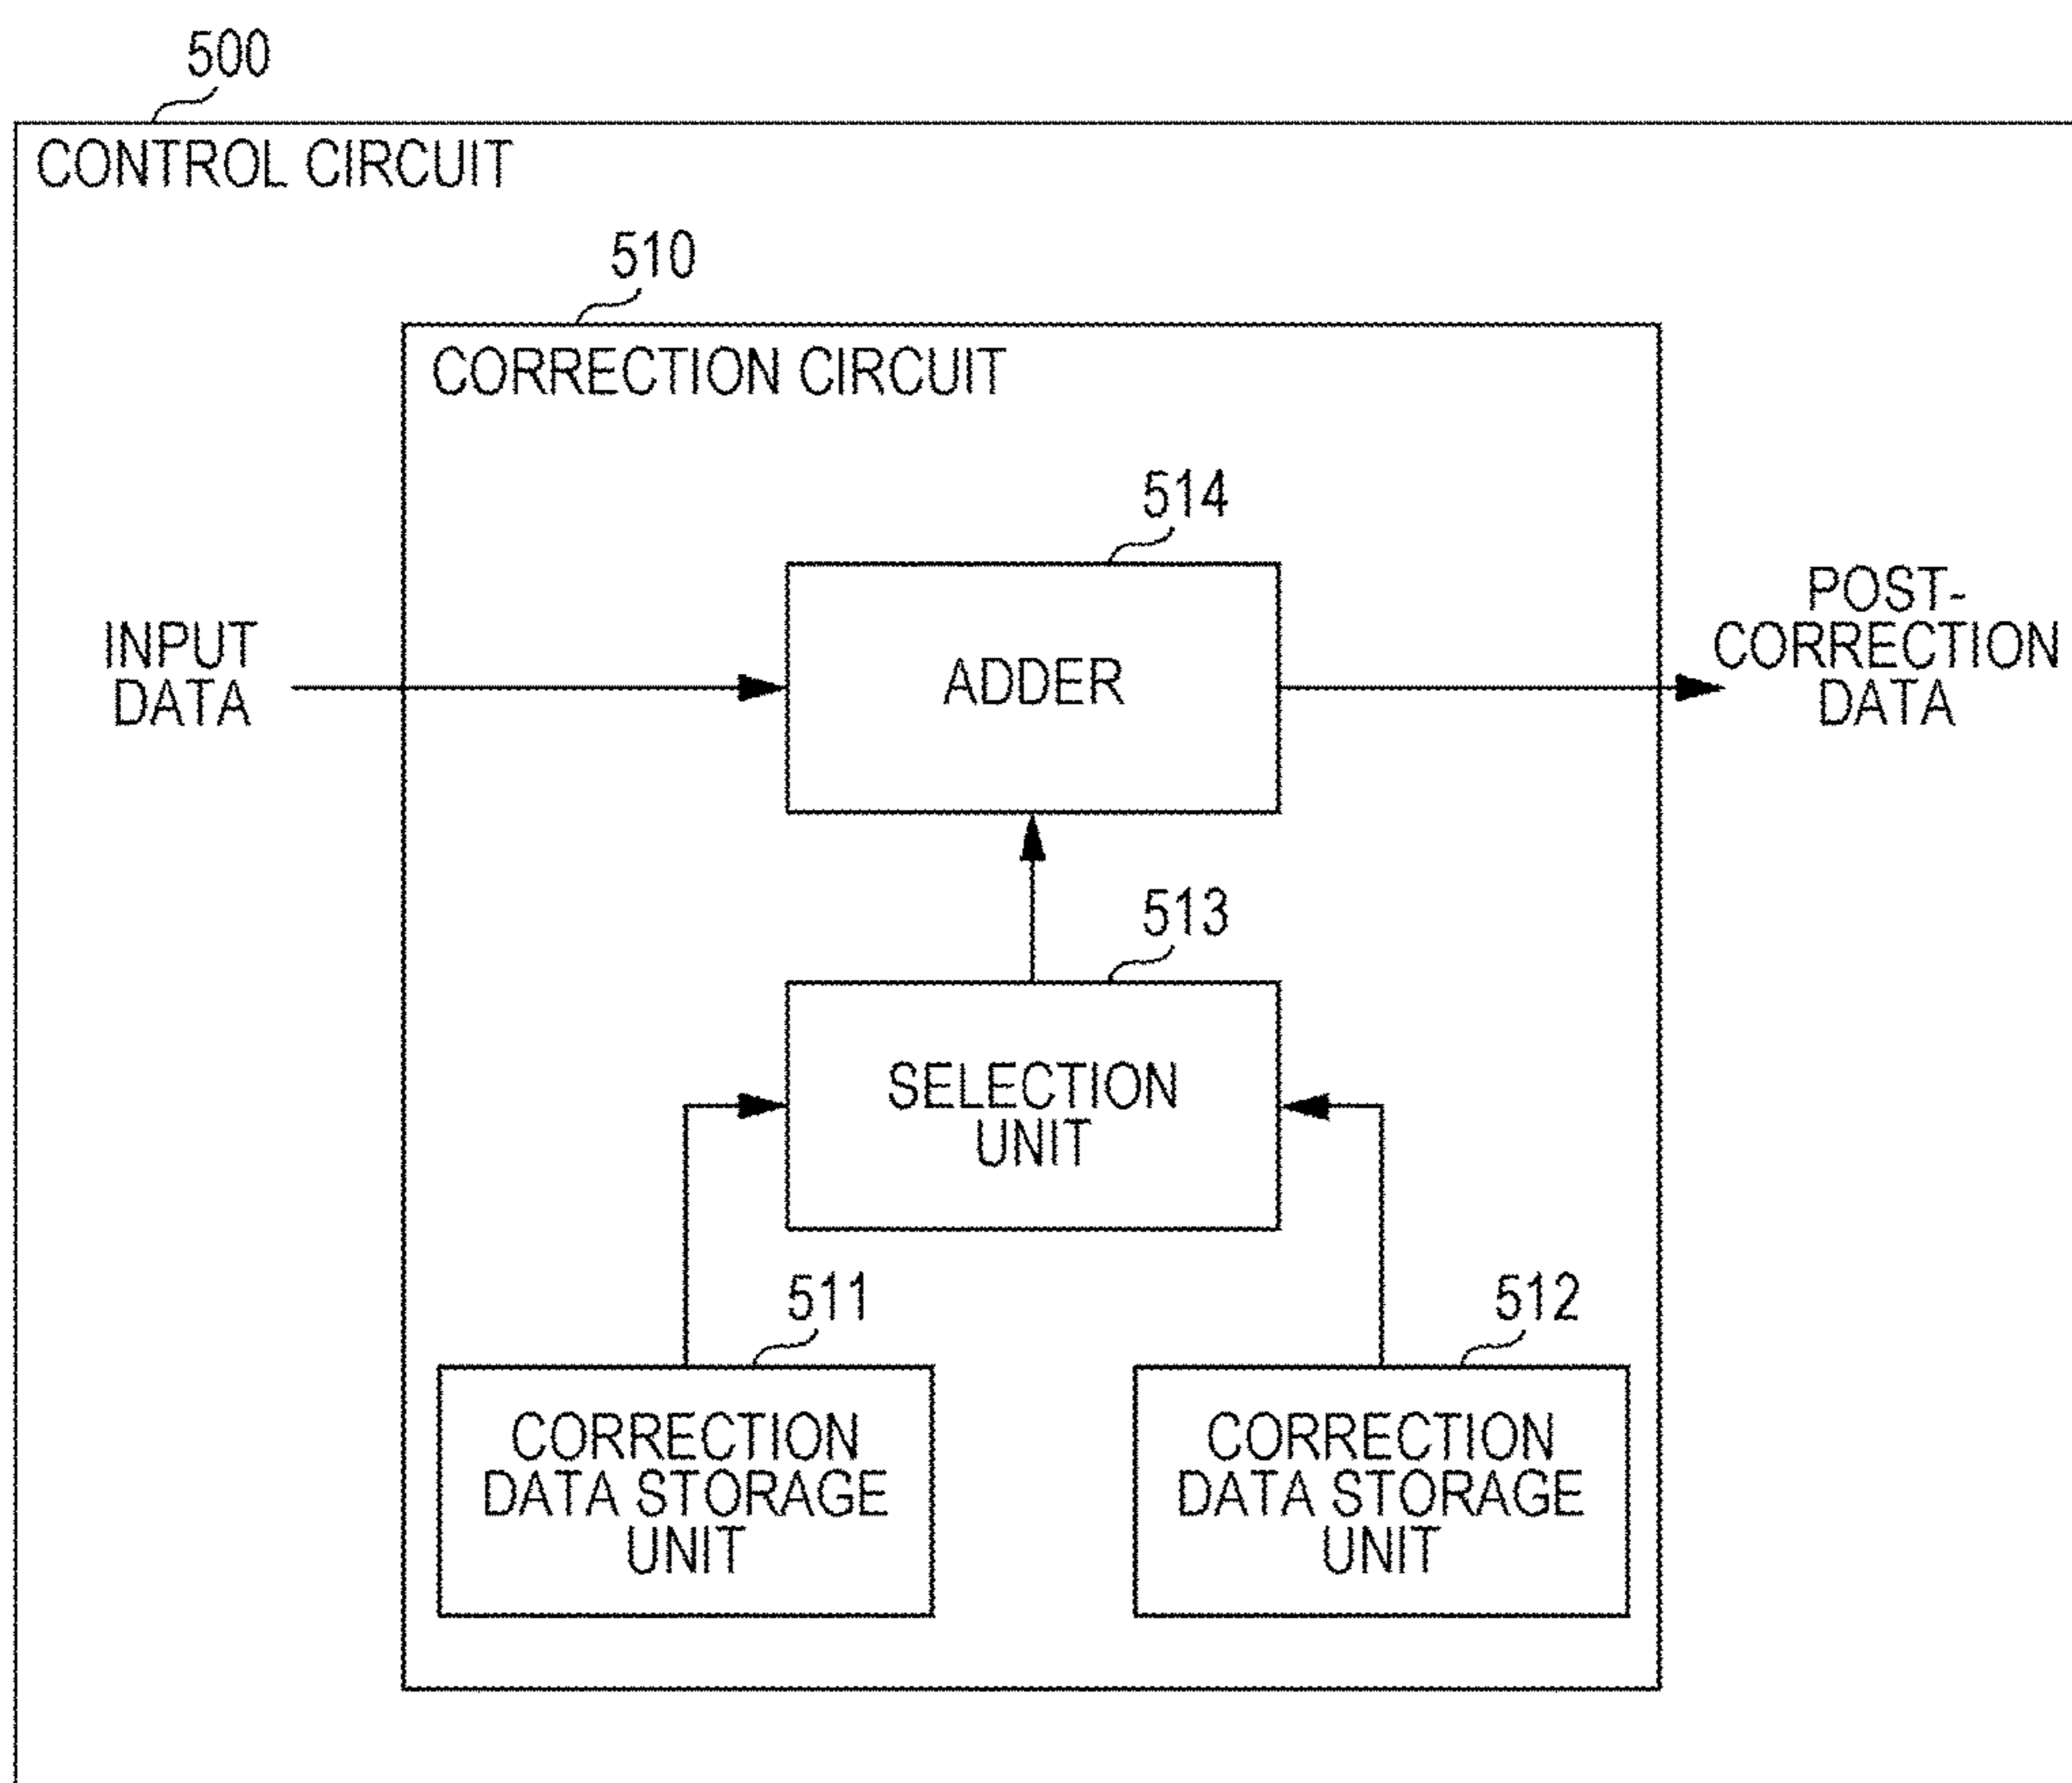 500
CONTROL CIRCUIT
510
CORRECTION CIRCUIT
514
INPUT
DATA
ADDER
POST-
CORRECTION
DATA
513
SELECTION
UNIT
511
512
CORRECTION
DATA STORAGE
UNIT
CORRECTION
DATA STORAGE
UNIT